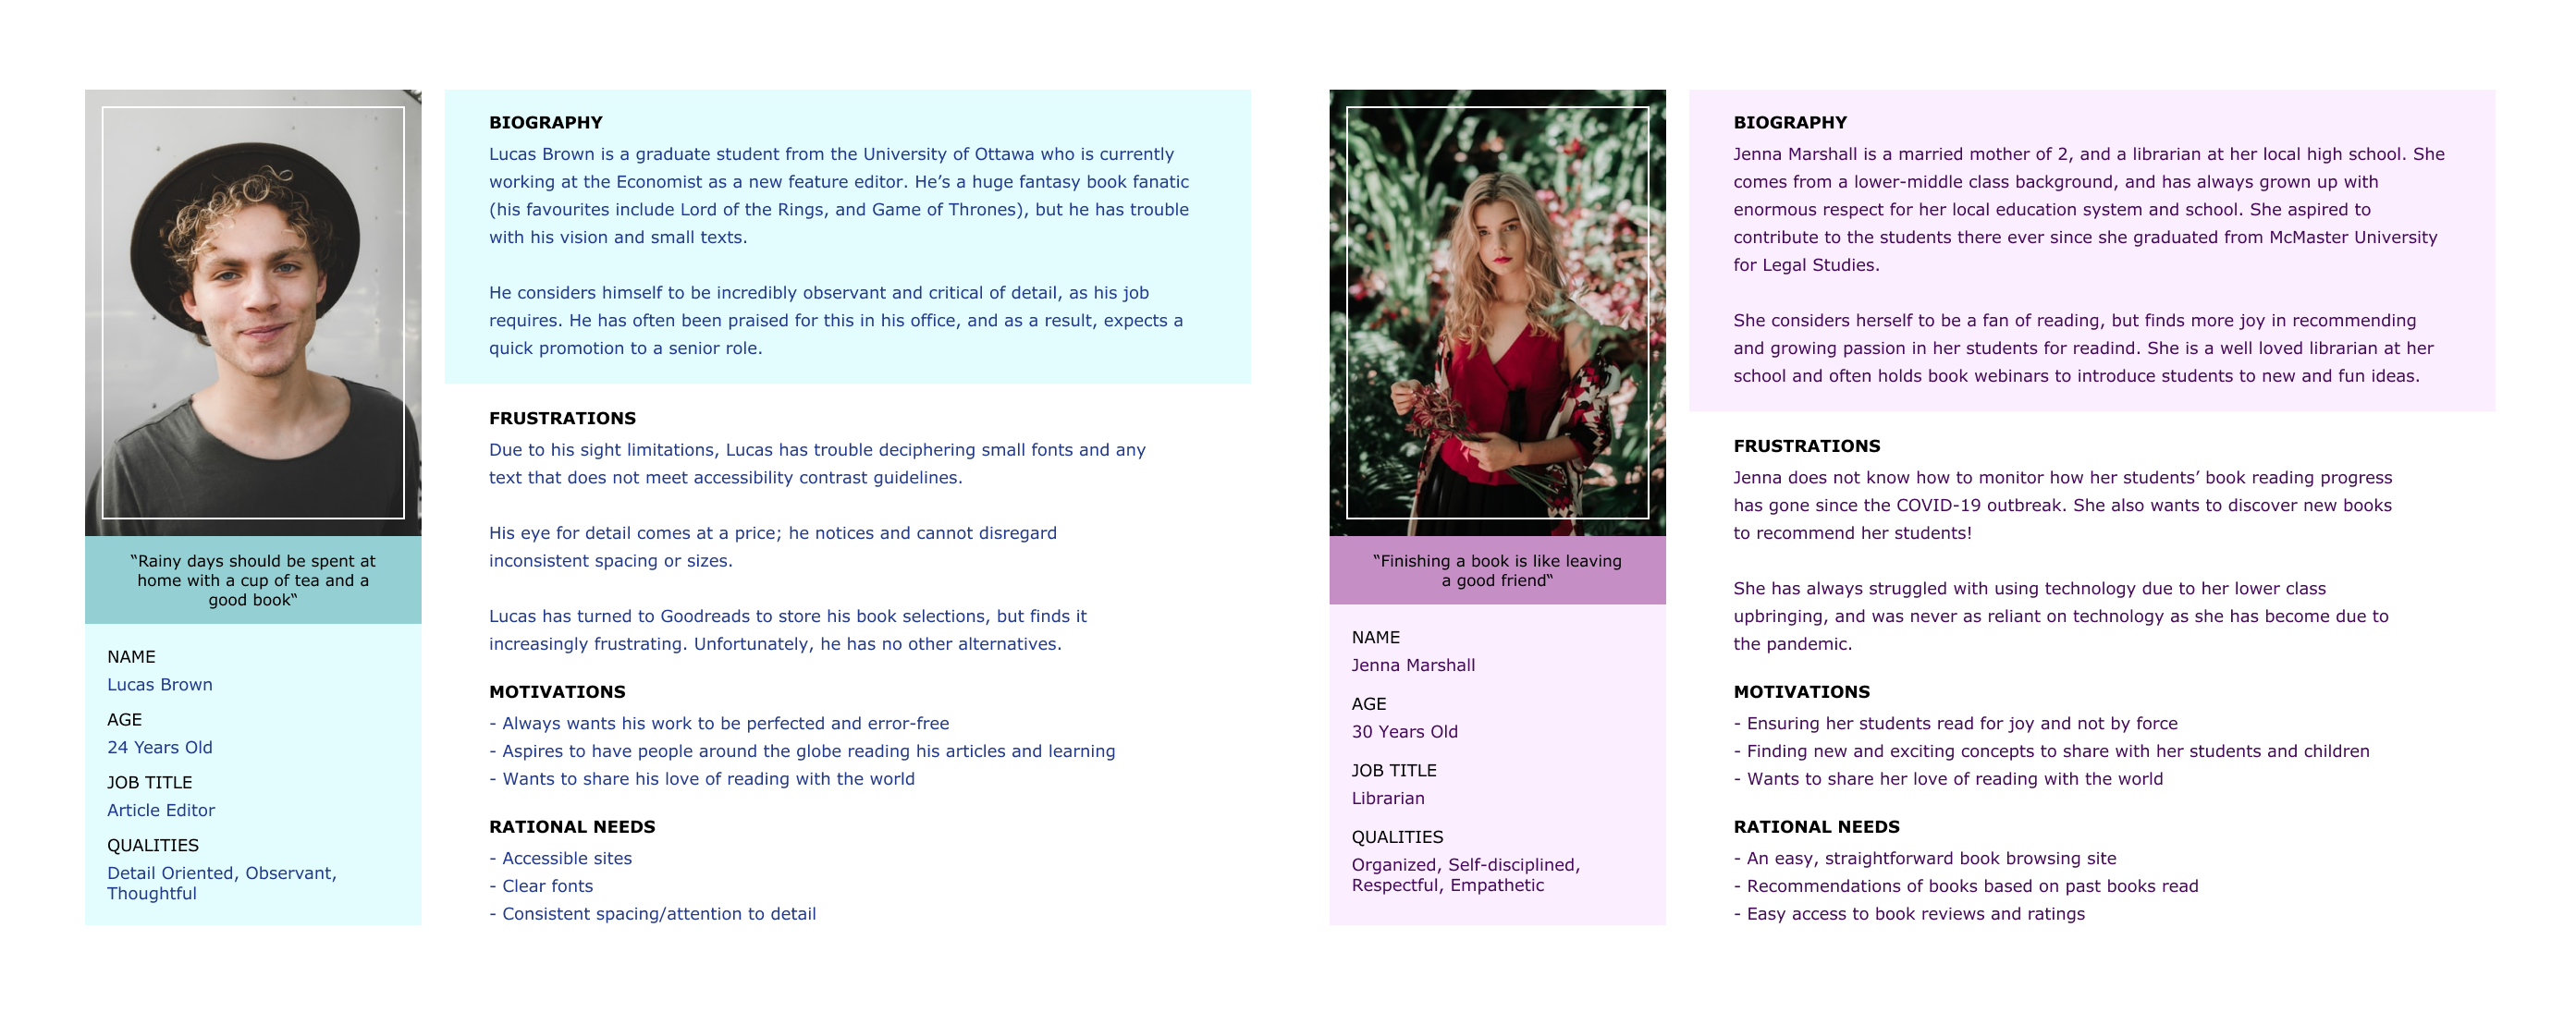 “Rainy days should be spent at
home with a cup of tea and a
good book“
NAME
Lucas Brown
AGE
24 Years Old
JOB TITLE
Article Editor
QUALITIES
Detail Oriented, Observant,
Thoughtful
BIOGRAPHY
Lucas Brown is a graduate student from the University of Ottawa who is currently
working at the Economist as a new feature editor. He’s a huge fantasy book fanatic
(his favourites include Lord of the Rings, and Game of Thrones), but he has trouble
with his vision and small texts.
He considers himself to be incredibly observant and critical of detail, as his job
requires. He has often been praised for this in his office, and as a result, expects a
quick promotion to a senior role.
FRUSTRATIONS
Due to his sight limitations, Lucas has trouble deciphering small fonts and any
text that does not meet accessibility contrast guidelines.
His eye for detail comes at a price; he notices and cannot disregard
inconsistent spacing or sizes.
Lucas has turned to Goodreads to store his book selections, but finds it
increasingly frustrating. Unfortunately, he has no other alternatives.
MOTIVATIONS
- Always wants his work to be perfected and error-free
- Aspires to have people around the globe reading his articles and learning
- Wants to share his love of reading with the world
RATIONAL NEEDS
- Accessible sites
- Clear fonts
- Consistent spacing/attention to detail
“Finishing a book is like leaving
a good friend“
NAME
Jenna Marshall
AGE
30 Years Old
JOB TITLE
Librarian
QUALITIES
Organized, Self-disciplined,
Respectful, Empathetic
BIOGRAPHY
Jenna Marshall is a married mother of 2, and a librarian at her local high school. She
comes from a lower-middle class background, and has always grown up with
enormous respect for her local education system and school. She aspired to
contribute to the students there ever since she graduated from McMaster University
for Legal Studies.
She considers herself to be a fan of reading, but finds more joy in recommending
and growing passion in her students for readind. She is a well loved librarian at her
school and often holds book webinars to introduce students to new and fun ideas.
FRUSTRATIONS
Jenna does not know how to monitor how her students’ book reading progress
has gone since the COVID-19 outbreak. She also wants to discover new books
to recommend her students!
She has always struggled with using technology due to her lower class
upbringing, and was never as reliant on technology as she has become due to
the pandemic.
MOTIVATIONS
- Ensuring her students read for joy and not by force
- Finding new and exciting concepts to share with her students and children
- Wants to share her love of reading with the world
RATIONAL NEEDS
- An easy, straightforward book browsing site
- Recommendations of books based on past books read
- Easy access to book reviews and ratings